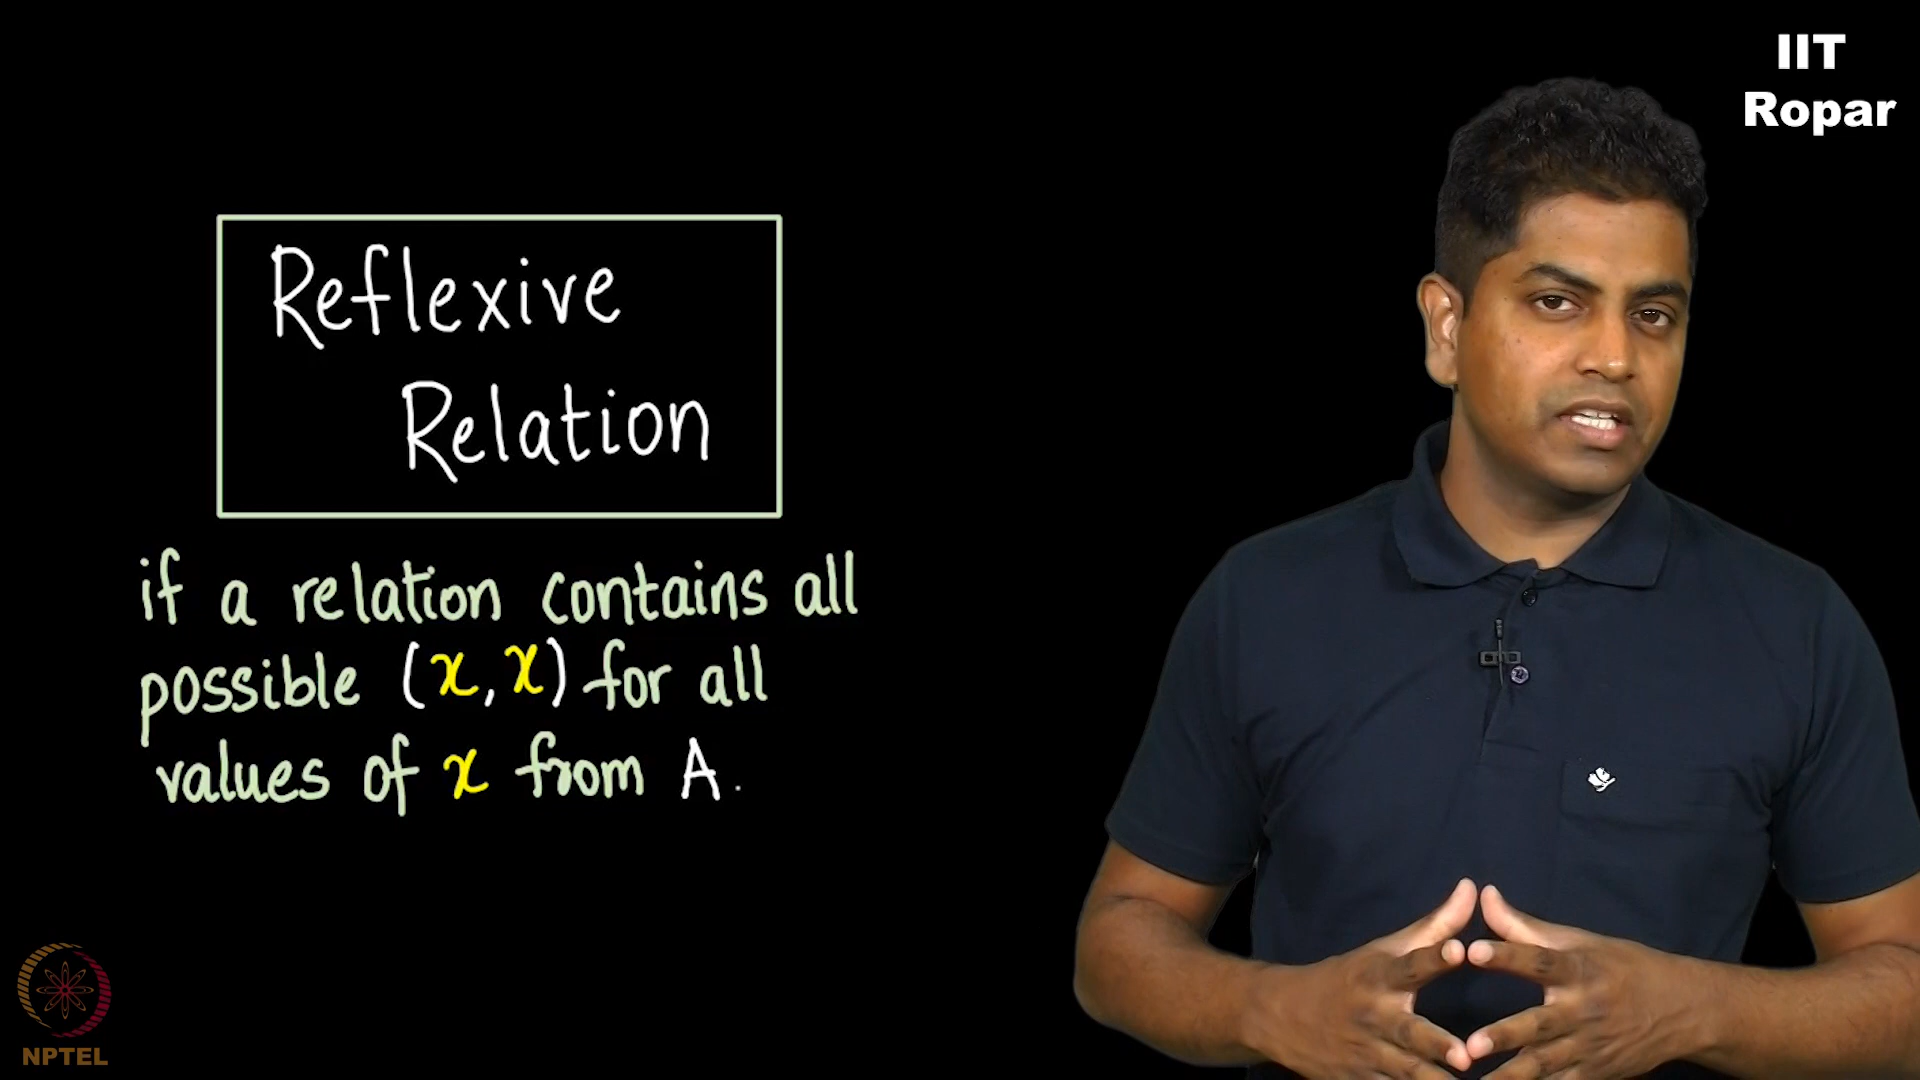 IIT
Ropar
Reflexive
Relation
if a relation contains all
possible (x, x) for all
values of x from A.
NPTEL